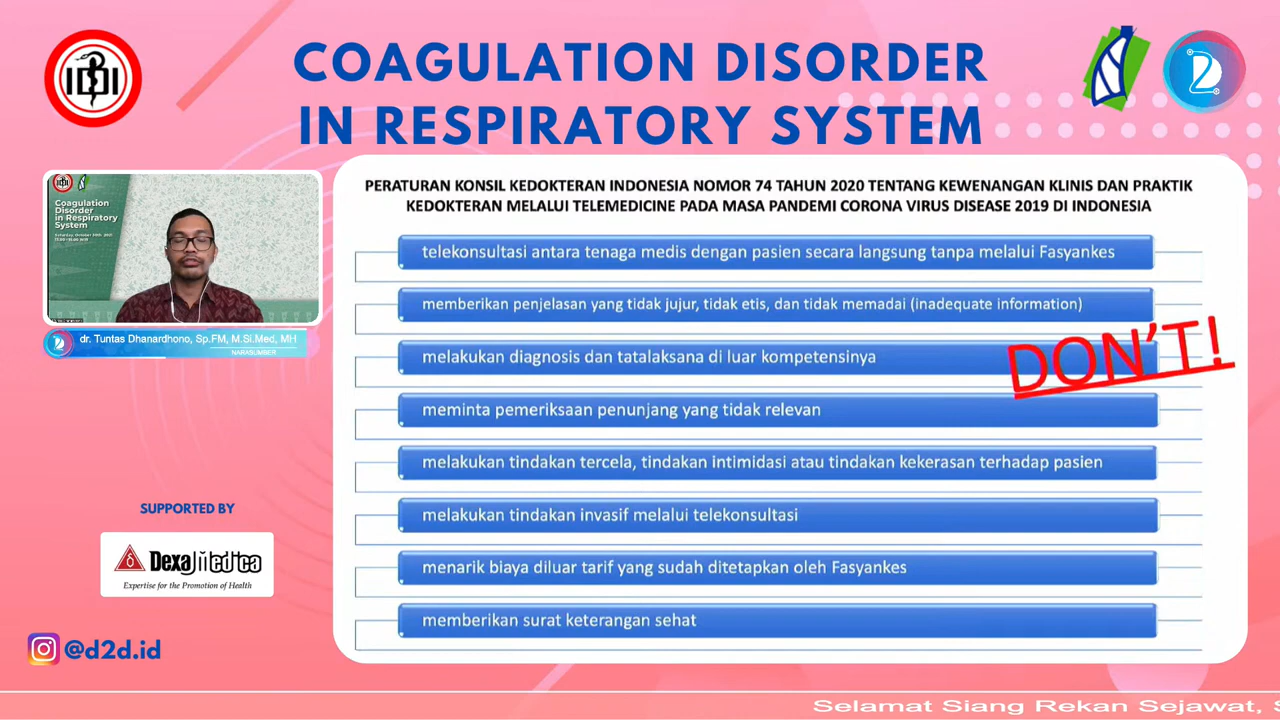 IDI
COAGULATION DISORDER
IN RESPIRATORY SYSTEM
Coagulation
Disorder
in Respiratory
System
dr. Tuntas Dhanardhono, Sp.FM, M.Si.Med, MH
NARASUMBER
SUPPORTED BY
DexaMedica
Expertise for the Promotion of Health
@d2d.id
PERATURAN KONSIL KEDOKTERAN INDONESIA NOMOR 74 TAHUN 2020 TENTANG KEWENANGAN KLINIS DAN PRAKTIK
KEDOKTERAN MELALUI TELEMEDICINE PADA MASA PANDEMI CORONA VIRUS DISEASE 2019 DI INDONESIA
telekonsultasi antara tenaga medis dengan pasien secara langsung tanpa melalui Fasyankes
memberikan penjelasan yang tidak jujur, tidak etis, dan tidak memadai (inadequate information)
melakukan diagnosis dan tatalaksana di luar kompetensinya
DON'T!
meminta pemeriksaan penunjang yang tidak relevan
melakukan tindakan tercela, tindakan intimidasi atau tindakan kekerasan terhadap pasien
melakukan tindakan invasif melalui telekonsultasi
menarik biaya diluar tarif yang sudah ditetapkan oleh Fasyankes
memberikan surat keterangan sehat
Selamat Siang Rekan Sejawat, S